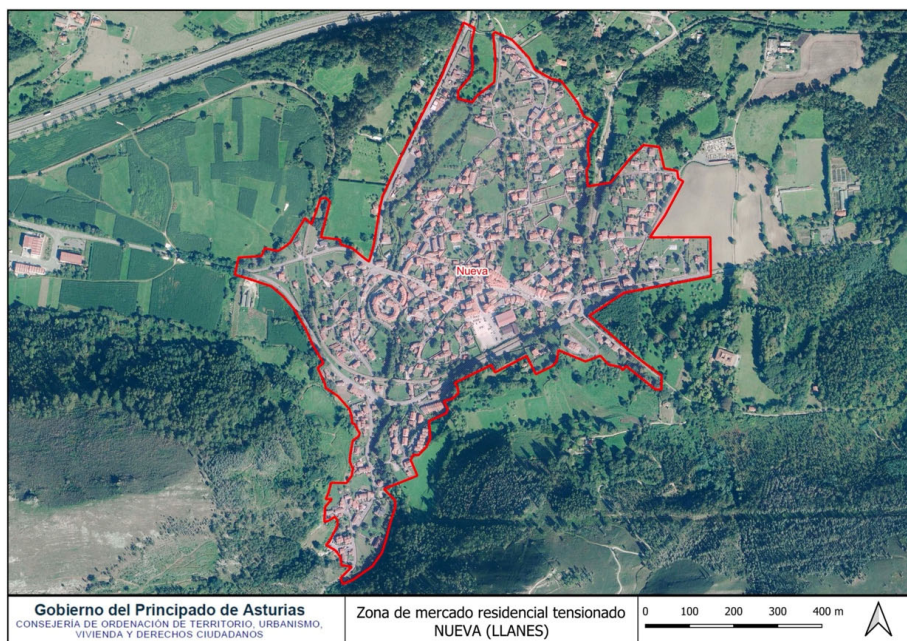 Nueva
Gobierno del Principado de Asturias
CONSEJERÍA DE ORDENACIÓN DE TERRITORIO, URBANISMO,
VIVIENDA Y DERECHOS CIUDADANOS
Zona de mercado residencial tensionado
NUEVA (LLANES)
0 100 200 300 400 m